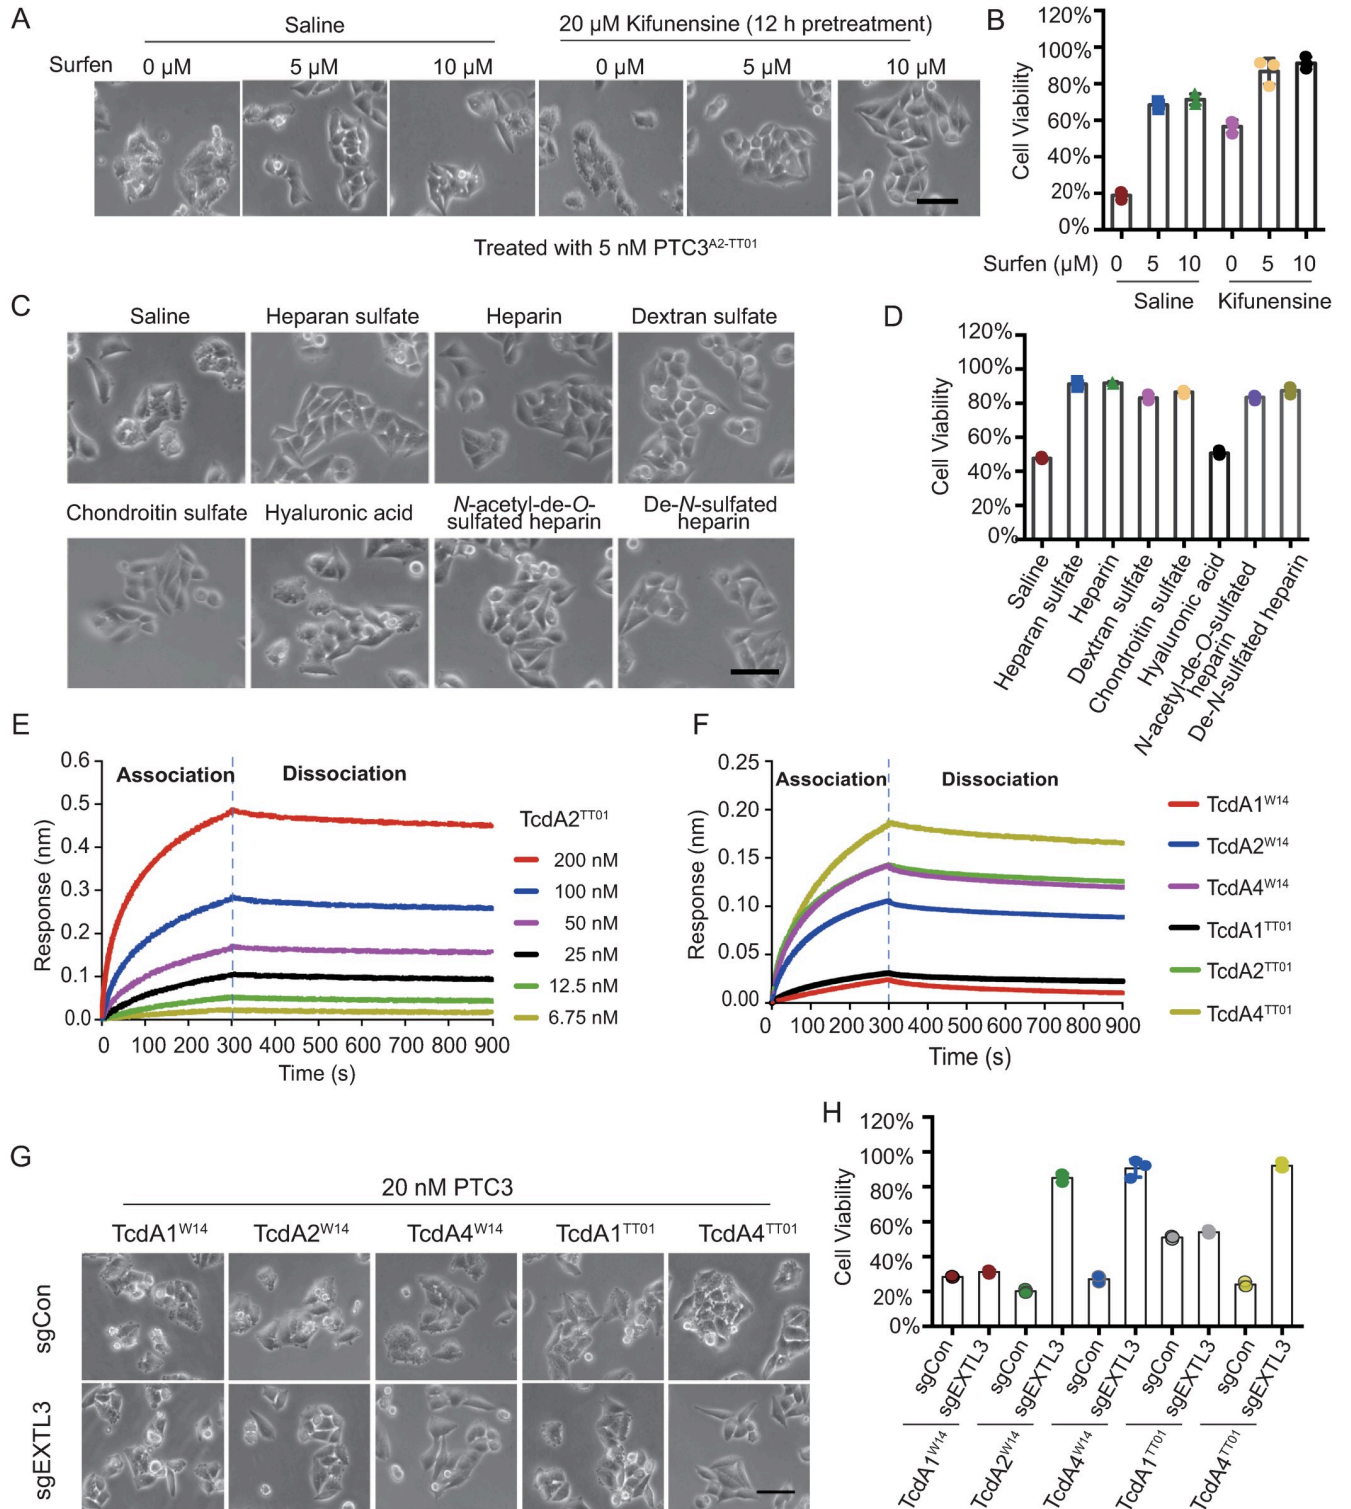 A
Saline
20 µM Kifunensine (12 h pretreatment)
Surfen 0 µM 5 µM 10 µM 0 µM 5 µM 10 µM
Treated with 5 nM PTC3A2-TT01
B
Cell Viability
120%
100%
80%
60%
40%
20%
0%
Surfen (µM) 0 5 10 0 5 10
Saline Kifunensine
C
Saline Heparan sulfate Heparin Dextran sulfate
Chondroitin sulfate Hyaluronic acid N-acetyl-de-O-
sulfated heparin De-N-sulfated
heparin
D
Cell Viability
120%
100%
80%
60%
40%
20%
0%
Saline
Heparan sulfate
Heparin
Dextran sulfate
Chondroitin sulfate
Hyaluronic acid
N-acetyl-de-O-sulfated
heparin
De-N-sulfated heparin
E
Response (nm)
0.6
0.5
0.4
0.3
0.2
0.1
0.0
Association Dissociation
0 100 200 300 400 500 600 700 800 900
Time (s)
TcdA2TT01
200 nM
100 nM
50 nM
25 nM
12.5 nM
6.75 nM
F
Response (nm)
0.25
0.20
0.15
0.10
0.05
0.00
Association Dissociation
0 100 200 300 400 500 600 700 800 900
Time (s)
TcdA1W14
TcdA2W14
TcdA4W14
TcdA1TT01
TcdA2TT01
TcdA4TT01
G
20 nM PTC3
TcdA1W14 TcdA2W14 TcdA4W14 TcdA1TT01 TcdA4TT01
sgCon
sgEXTL3
H
Cell Viability
120%
100%
80%
60%
40%
20%
0%
sgCon
sgEXTL3
sgCon
sgEXTL3
sgCon
sgEXTL3
sgCon
sgEXTL3
sgCon
sgEXTL3
TcdA1W14
TcdA2W14
TcdA4W14
TcdA1TT01
TcdA4TT01